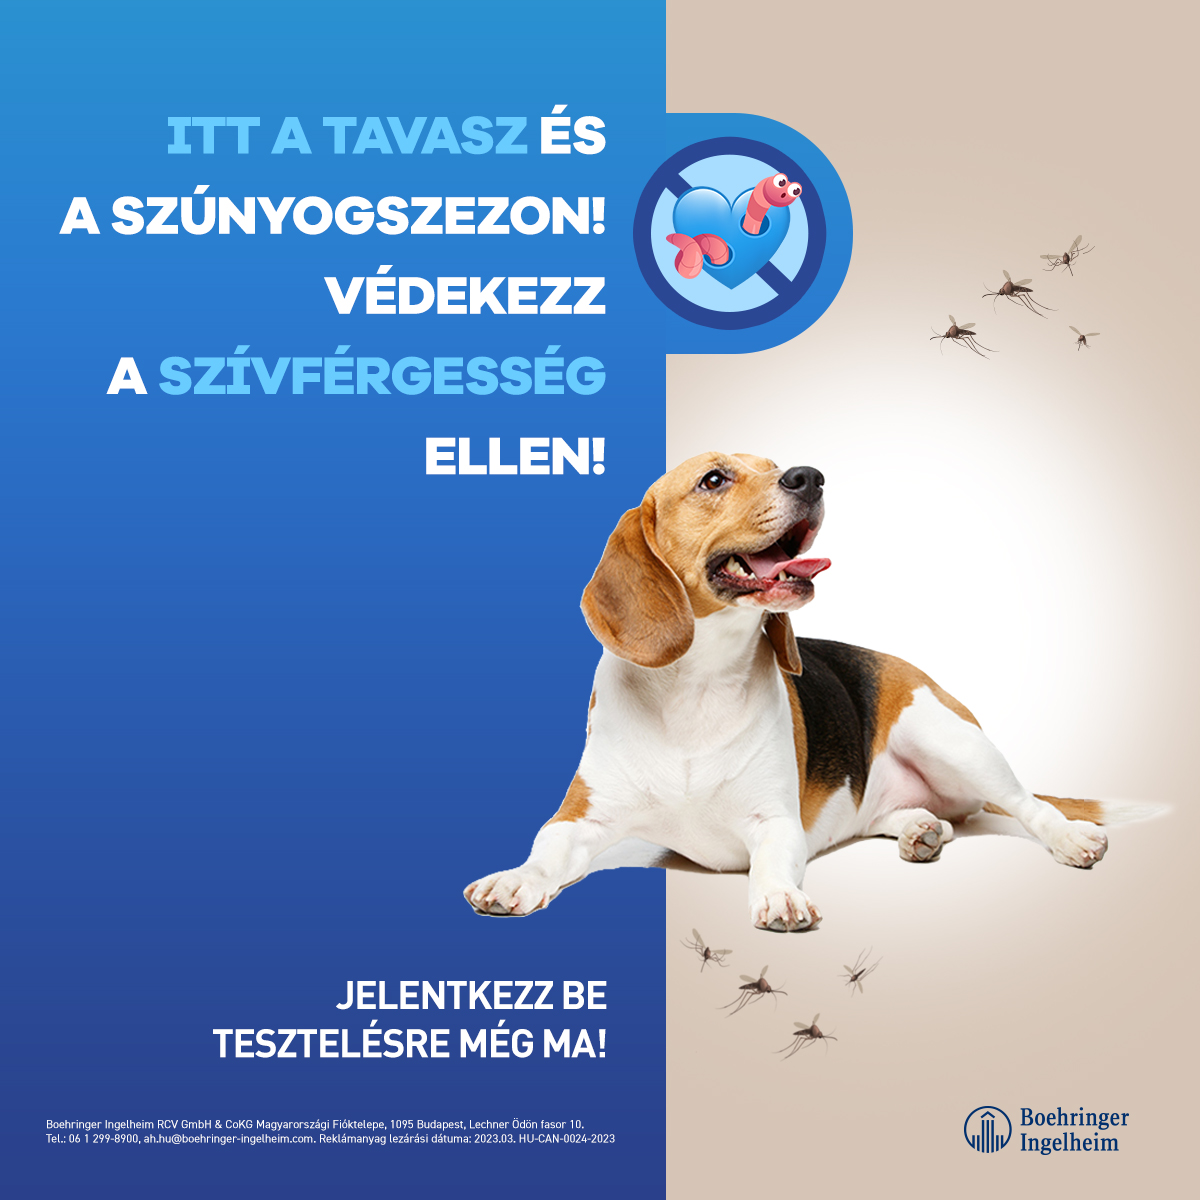 ITT A TAVASZ ÉS
A SZÚNYOGSZEZON!
VÉDEKEZZ
A SZÍVFÉRGESSÉG
ELLEN!
JELENTKEZZ BE
TESZTELÉSRE MÉG MA!
Boehringer Ingelheim RCV GmbH & CoKG Magyarországi Fióktelepe, 1095 Budapest, Lechner Ödön fasor 10.
Tel.: 06 1 299-8900, ah.hu@boehringer-ingelheim.com. Reklámanyag lezárási dátuma: 2023.03. HU-CAN-0024-2023
Boehringer
Ingelheim